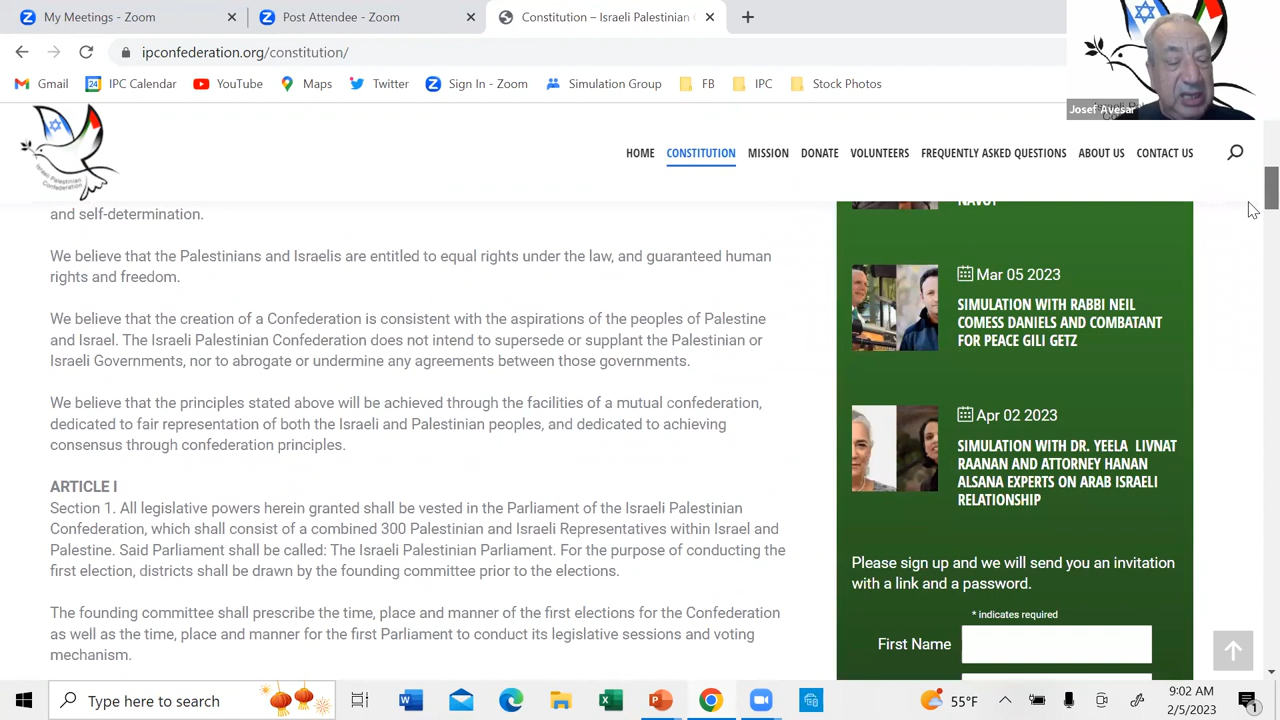 My Meetings - Zoom
Post Attendee - Zoom
Constitution – Israeli Palestinian
ipconfederation.org/constitution/
Gmail
24
IPC Calendar
YouTube
Maps
Twitter
Sign In - Zoom
Simulation Group
FB
IPC
Stock Photos
Josef Avesar
Israeli Palestinian
Confederation
HOME
CONSTITUTION
MISSION
DONATE
VOLUNTEERS
FREQUENTLY ASKED QUESTIONS
ABOUT US
CONTACT US
and self-determination.
We believe that the Palestinians and Israelis are entitled to equal rights under the law, and guaranteed human
rights and freedom.
We believe that the creation of a Confederation is consistent with the aspirations of the peoples of Palestine
and Israel. The Israeli Palestinian Confederation does not intend to supersede or supplant the Palestinian or
Israeli Governments, nor to abrogate or undermine any agreements between those governments.
We believe that the principles stated above will be achieved through the facilities of a mutual confederation,
dedicated to fair representation of both the Israeli and Palestinian peoples, and dedicated to achieving
consensus through confederation principles.
ARTICLE I
Section 1. All legislative powers herein granted shall be vested in the Parliament of the Israeli Palestinian
Confederation, which shall consist of a combined 300 Palestinian and Israeli Representatives within Israel and
Palestine. Said Parliament shall be called: The Israeli Palestinian Parliament. For the purpose of conducting the
first election, districts shall be drawn by the founding committee prior to the elections.
The founding committee shall prescribe the time, place and manner of the first elections for the Confederation
as well as the time, place and manner for the first Parliament to conduct its legislative sessions and voting
mechanism.
NAVOT
Mar 05 2023
SIMULATION WITH RABBI NEIL
COMESS DANIELS AND COMBATANT
FOR PEACE GILI GETZ
Apr 02 2023
SIMULATION WITH DR. YEELA LIVNAT
RAANAN AND ATTORNEY HANAN
ALSANA EXPERTS ON ARAB ISRAELI
RELATIONSHIP
Please sign up and we will send you an invitation
with a link and a password.
* indicates required
First Name
Type here to search
55°F
9:02 AM
2/5/2023
1